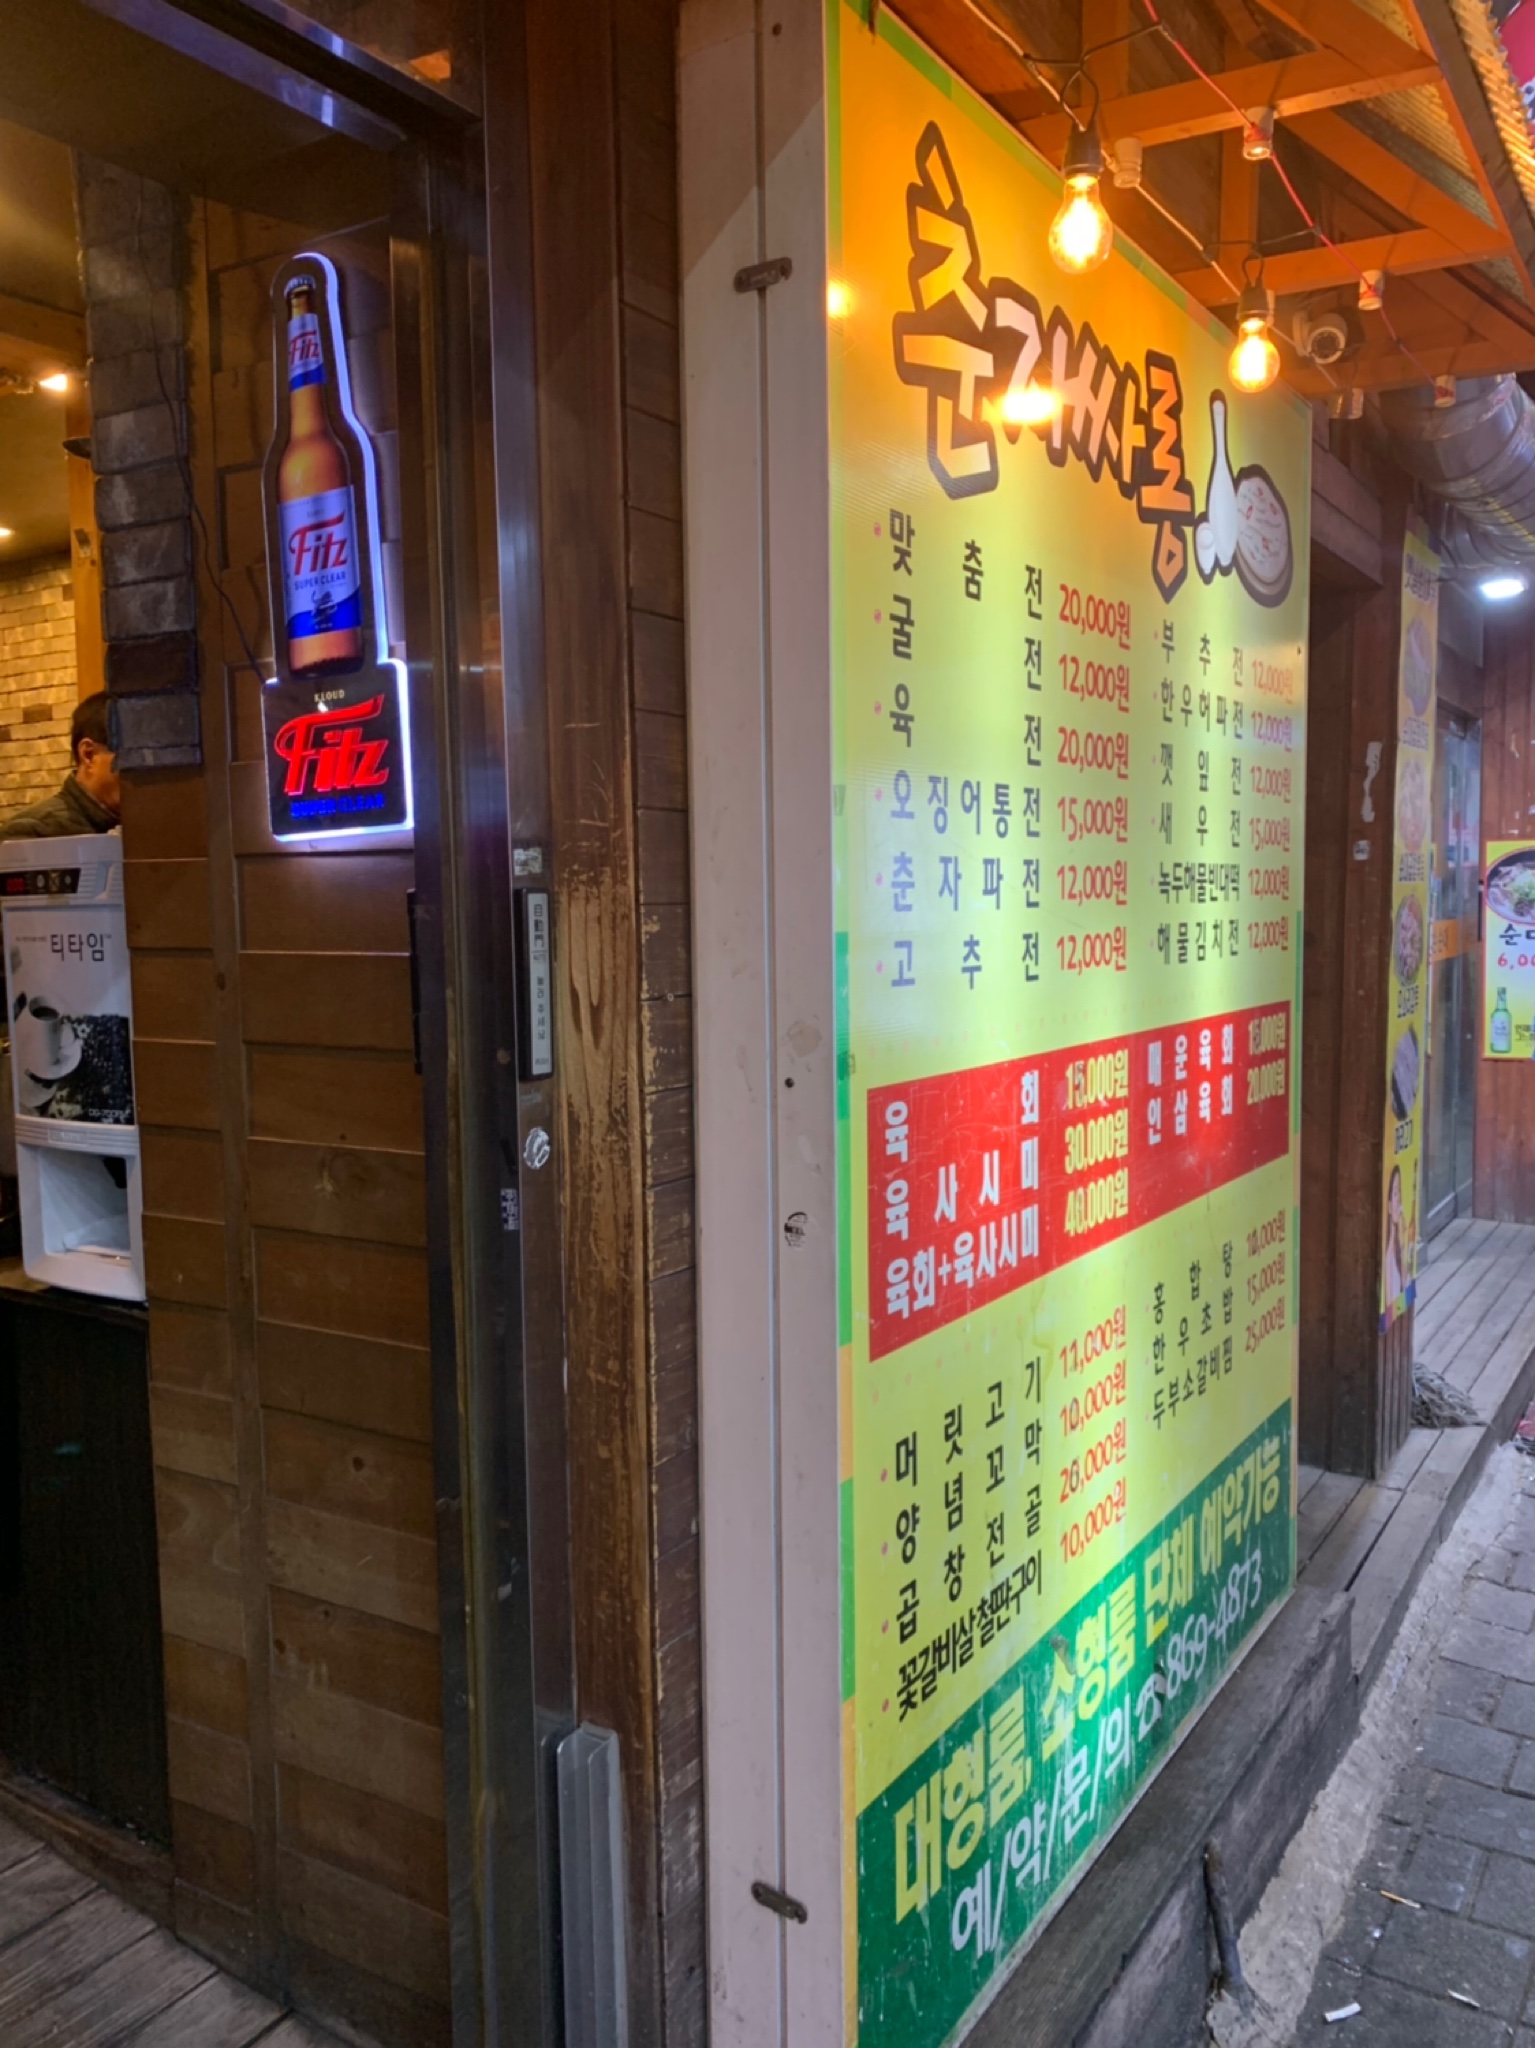 Fitz
Fitz
SUPER CLEAR
KLOUD
Fitz
SUPER CLEAR
티타임
自動門
춘자싸롱
맞춤전 20,000원
굴전 12,000원
육전 20,000원
오징어통전 15,000원
춘자파전 12,000원
고추전 12,000원
부추전 12,000원
한우허파전 12,000원
깻잎전 12,000원
새우전 15,000원
녹두해물빈대떡 12,000원
해물김치전 12,000원
육회 15,000원
육사시미 30,000원
육회+육사시미 40,000원
매운육회 15,000원
인삼육회 20,000원
머릿고기 11,000원
양념꼬막 10,000원
곱창전골 20,000원
꽃갈비살철판구이 10,000원
홍합탕 10,000원
한우초밥 15,000원
두부소갈비찜 25,000원
대형룸, 소형룸 단체 예약가능
예/약/문/의 ☎ 869-4873
머리고기